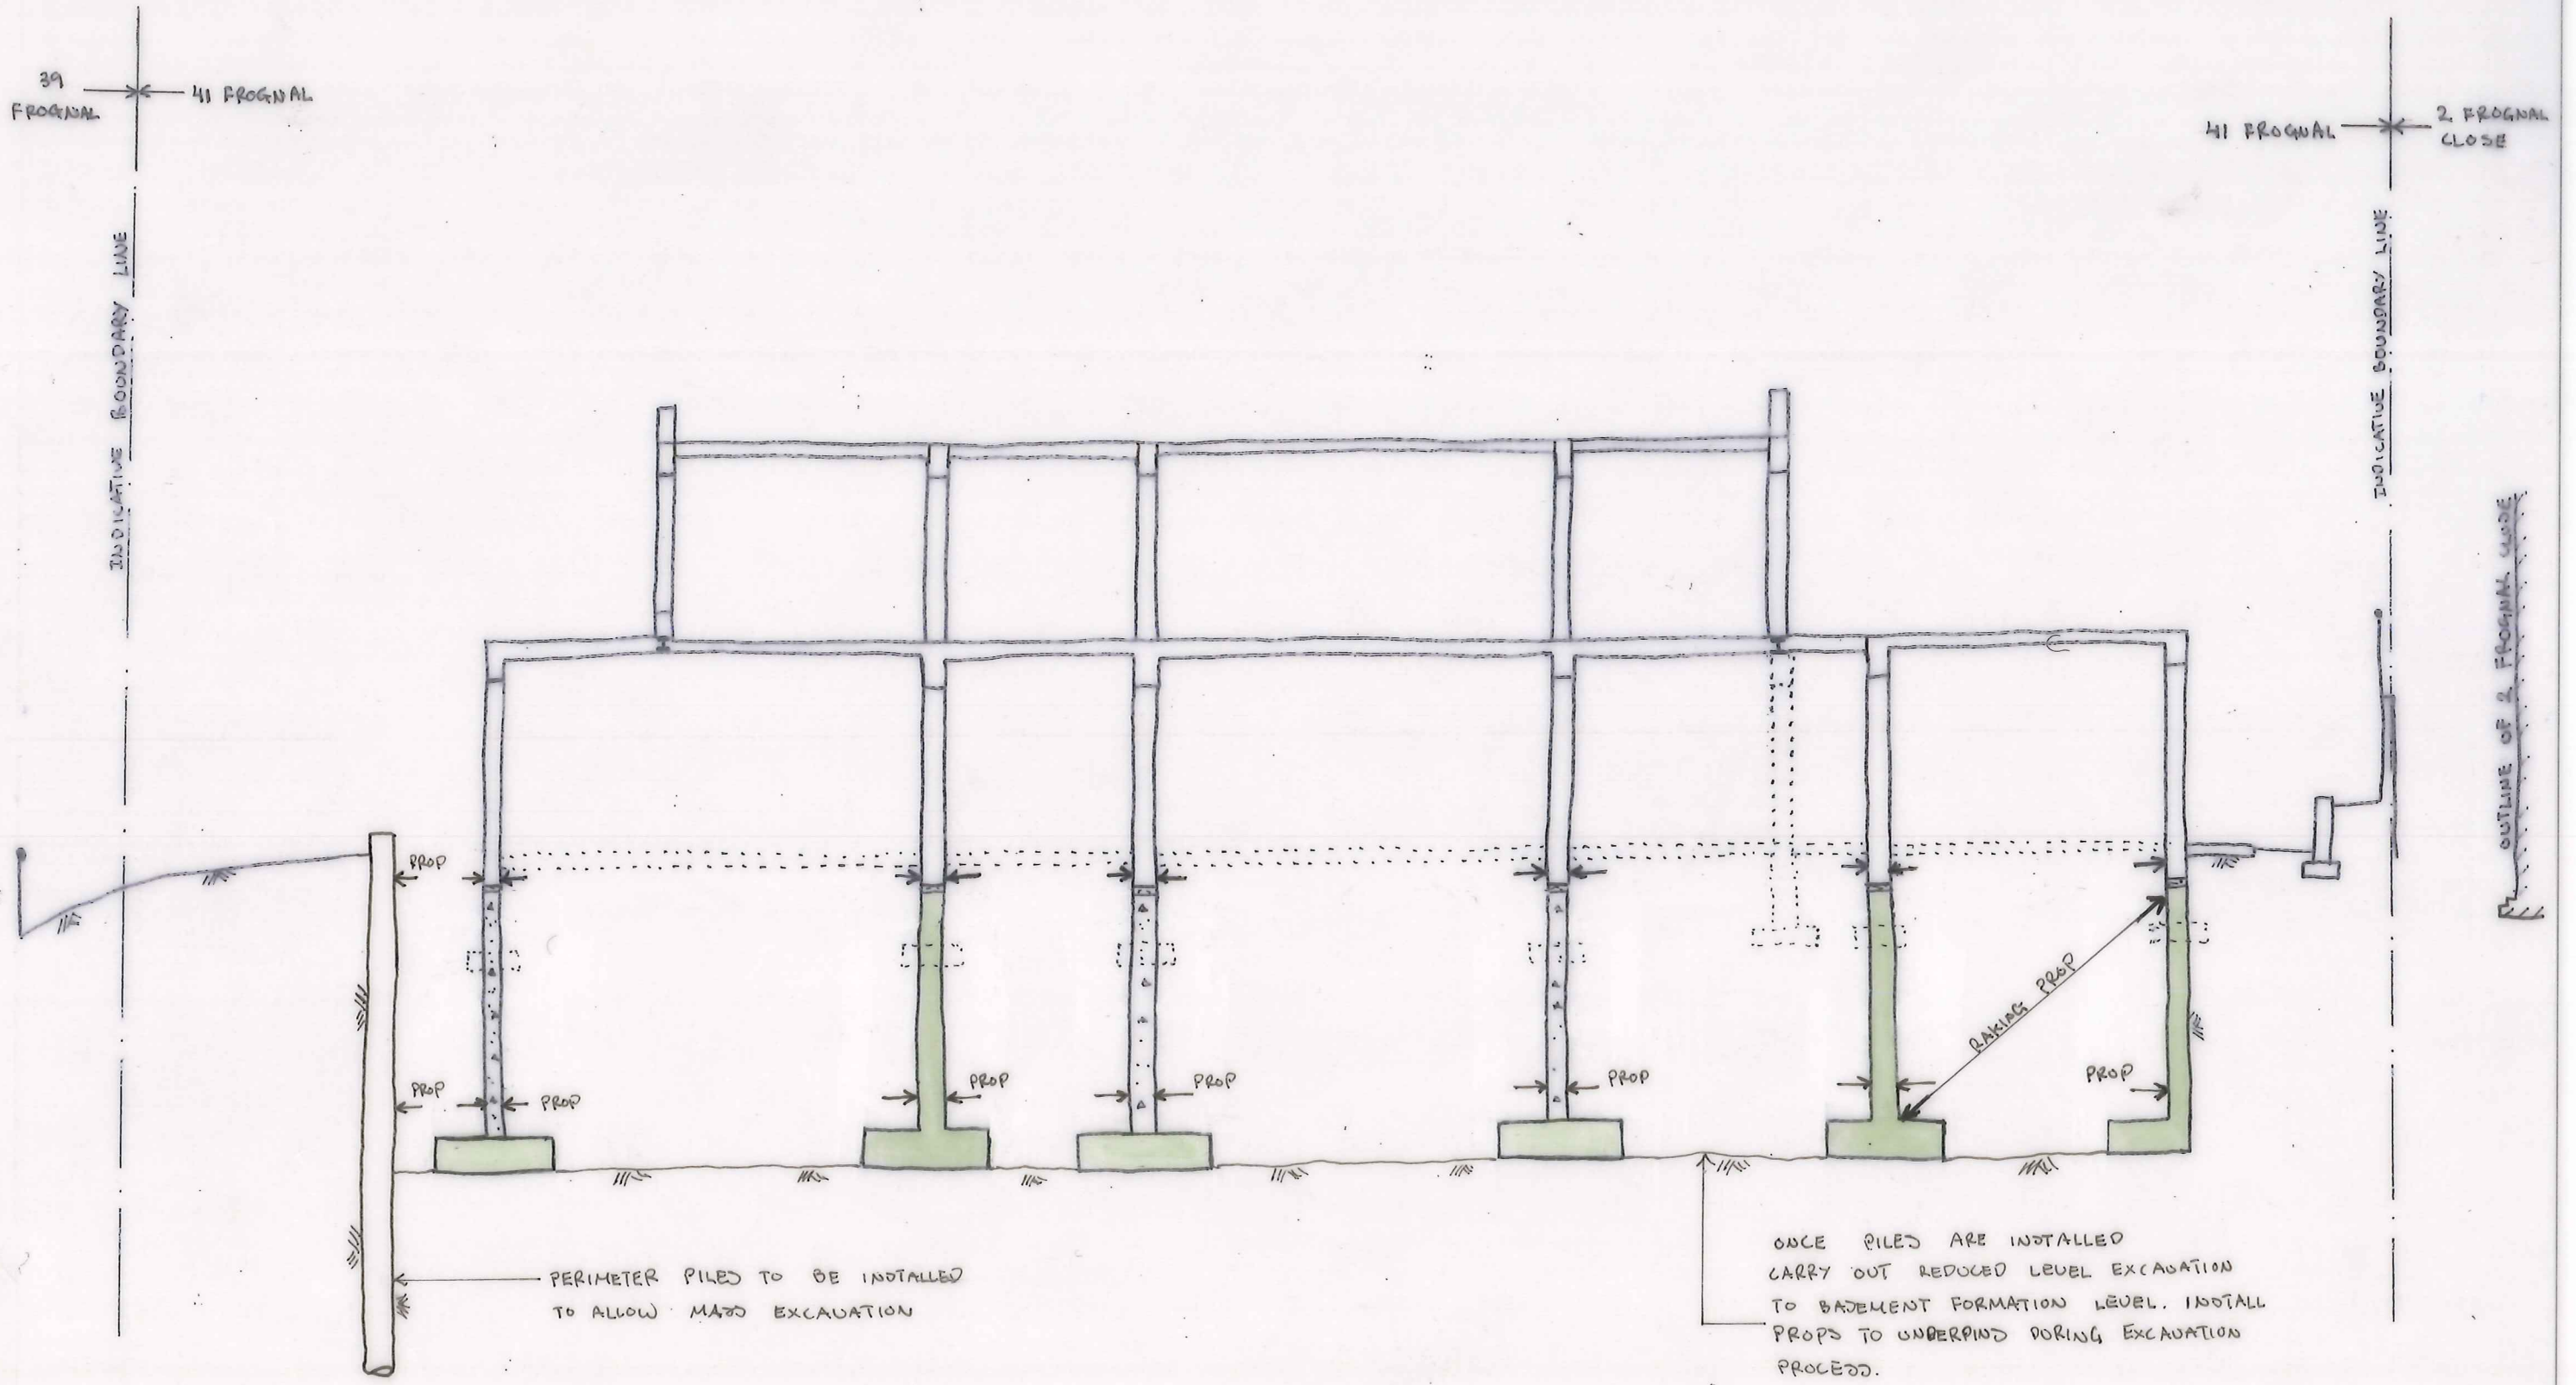 39
FROGNAL
41 FROGNAL
41 FROGNAL
2 FROGNAL
CLOSE
INDICATIVE BOUNDARY LINE
INDICATIVE BOUNDARY LINE
OUTLINE OF 2 FROGNAL CLOSE
PROP
RAKING PROP
PROP
PROP
PROP
PROP
PROP
PROP
PROP
PERIMETER PILES TO BE INSTALLED
TO ALLOW MASS EXCAVATION
ONCE PILES ARE INSTALLED
CARRY OUT REDUCED LEVEL EXCAVATION
TO BASEMENT FORMATION LEVEL. INSTALL
PROPS TO UNDERPINS DURING EXCAVATION
PROCESS.